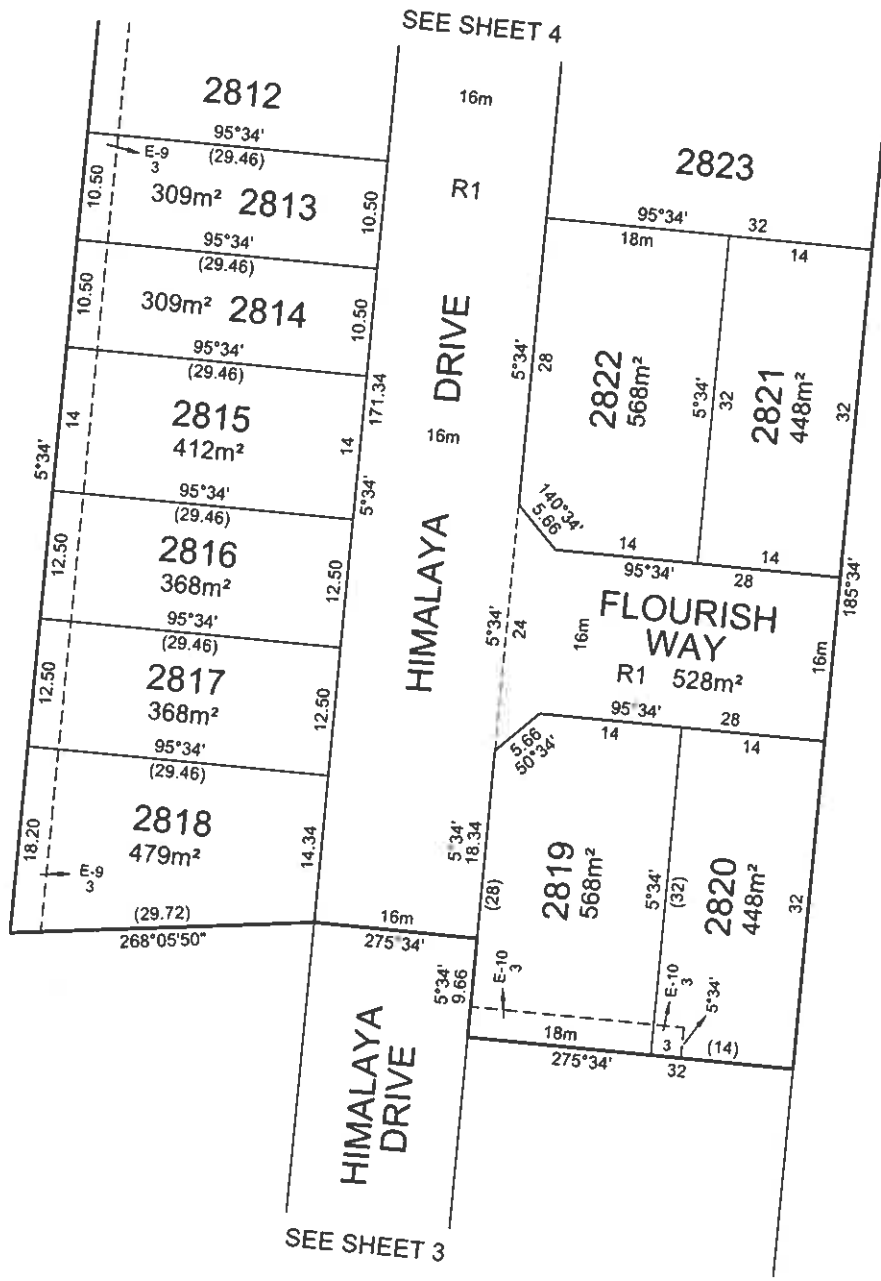 SEE SHEET 4
2812
95°34'
(29.46)
E-9
3
10.50
309m² 2813
10.50
95°34'
(29.46)
10.50
309m² 2814
10.50
95°34'
(29.46)
171.34
14
2815
412m²
14
5°34'
5°34'
95°34'
(29.46)
12.50
2816
368m²
12.50
95°34'
(29.46)
12.50
2817
368m²
12.50
95°34'
(29.46)
18.20
2818
479m²
14.34
E-9
3
(29.72)
268°05'50"
16m
R1
HIMALAYA DRIVE
16m
16m
275°34'
HIMALAYA
DRIVE
SEE SHEET 3
2823
95°34'
32
18m
14
5°34'
28
2822
568m²
5°34'
32
2821
448m²
32
140°34'
5.66
14
95°34'
14
28
185°34'
5°34'
24
16m
FLOURISH
WAY
R1 528m²
16m
95°34'
28
14
14
5.66
50°34'
5°34'
18.34
(28)
2819
568m²
5°34'
(32)
2820
448m²
32
5°34'
9.66
E-10
3
E-10
3
5°34'
18m
3
(14)
275°34'
32